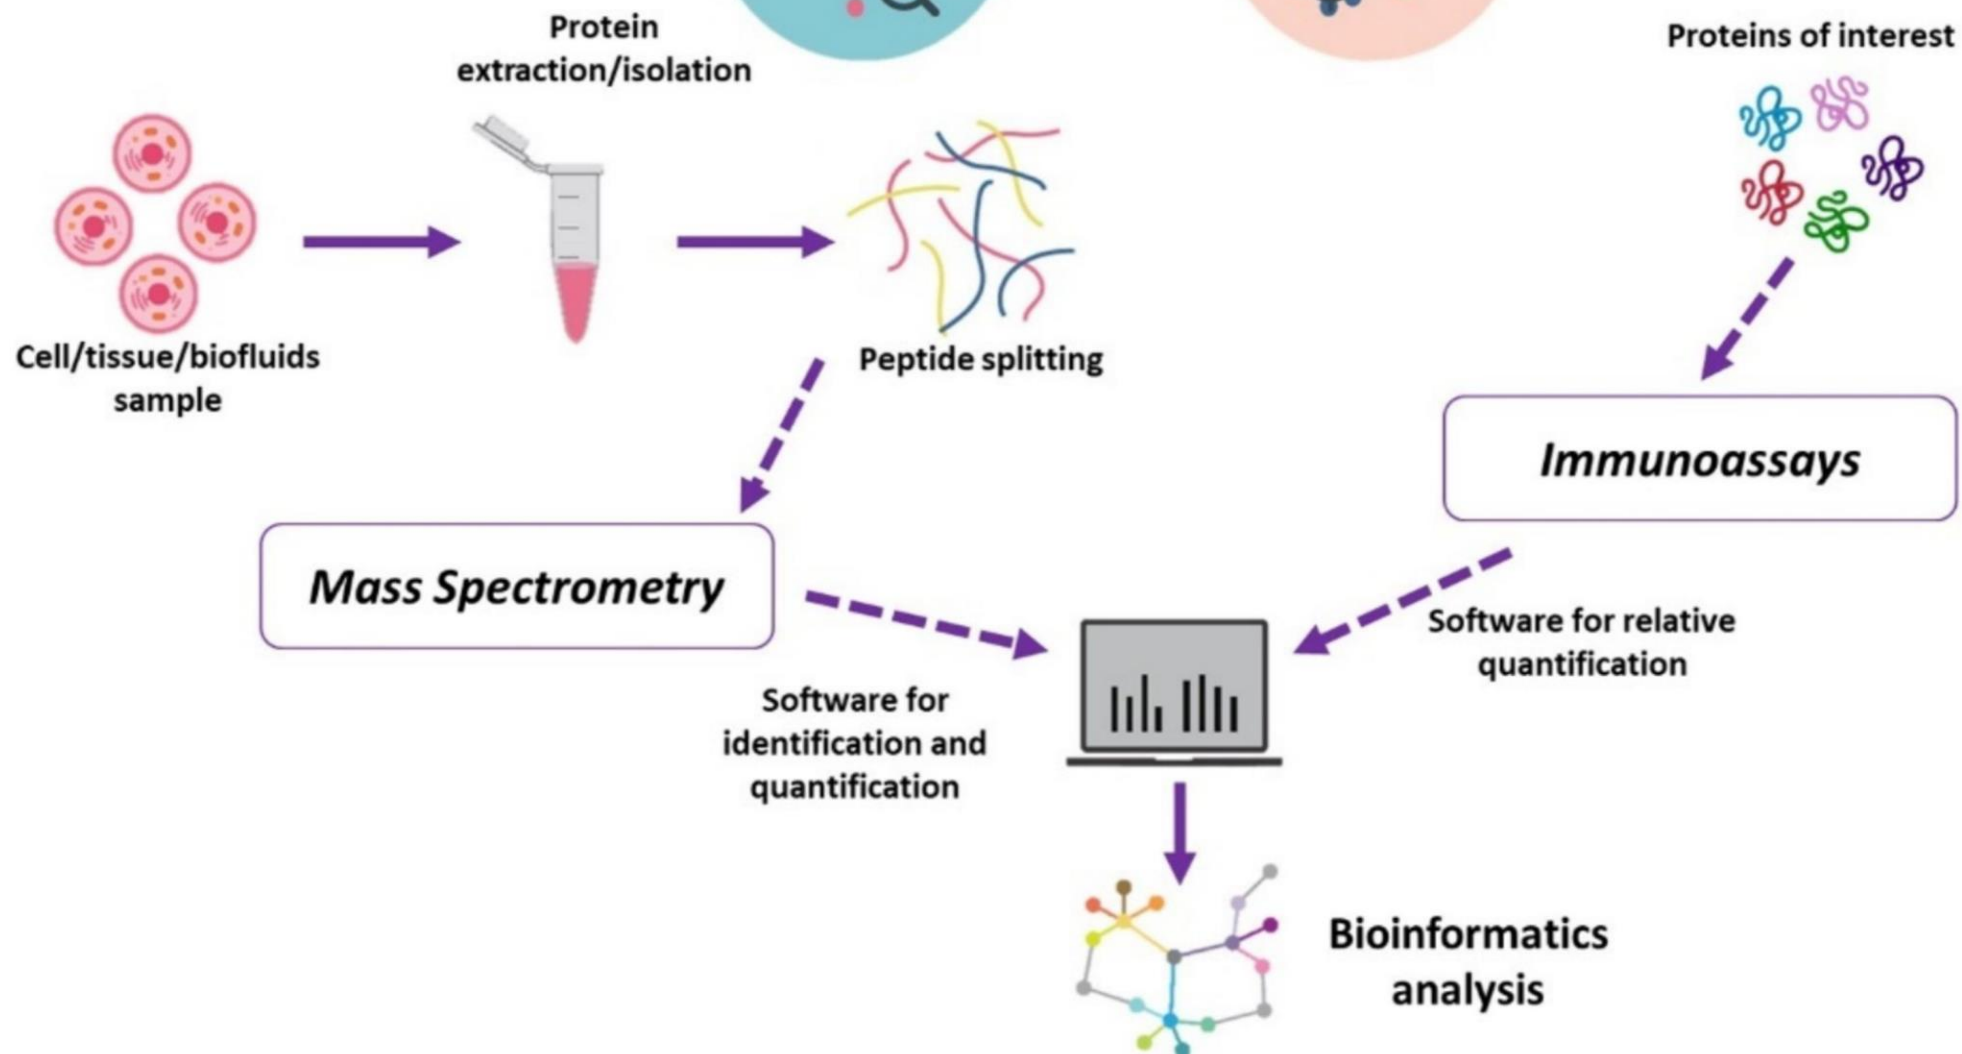 Protein
extraction/isolation
Proteins of interest
Cell/tissue/biofluids
sample
Peptide splitting
Immunoassays
Mass Spectrometry
Software for relative
quantification
Software for
identification and
quantification
Bioinformatics
analysis